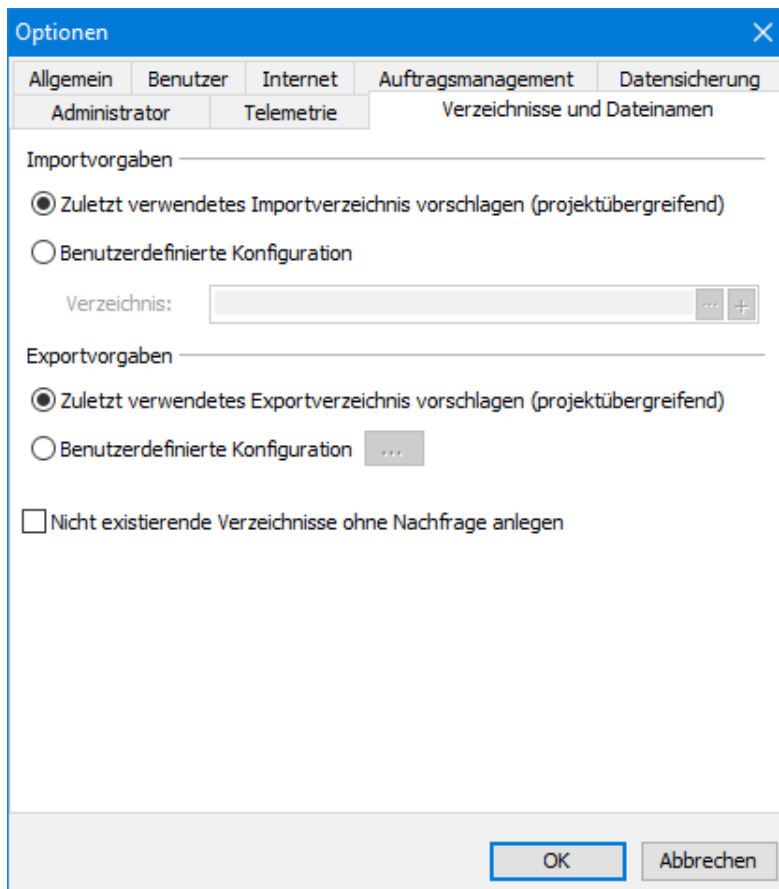 Optionen
Allgemein Benutzer Internet Auftragsmanagement Datensicherung
Administrator Telemetrie Verzeichnisse und Dateinamen
Importvorgaben
Zuletzt verwendetes Importverzeichnis vorschlagen (projektübergreifend)
Benutzerdefinierte Konfiguration
Verzeichnis: ... +
Exportvorgaben
Zuletzt verwendetes Exportverzeichnis vorschlagen (projektübergreifend)
Benutzerdefinierte Konfiguration ...
Nicht existierende Verzeichnisse ohne Nachfrage anlegen
OK Abbrechen